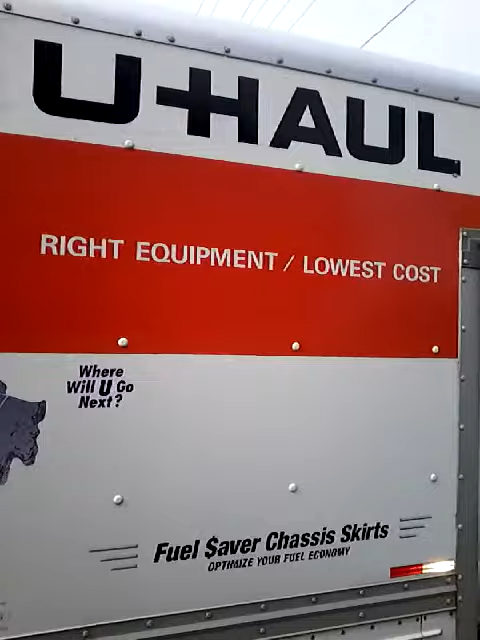 U-HAUL
RIGHT EQUIPMENT / LOWEST COST
Where
Will U Go
Next?
Fuel $aver Chassis Skirts
OPTIMIZE YOUR FUEL ECONOMY